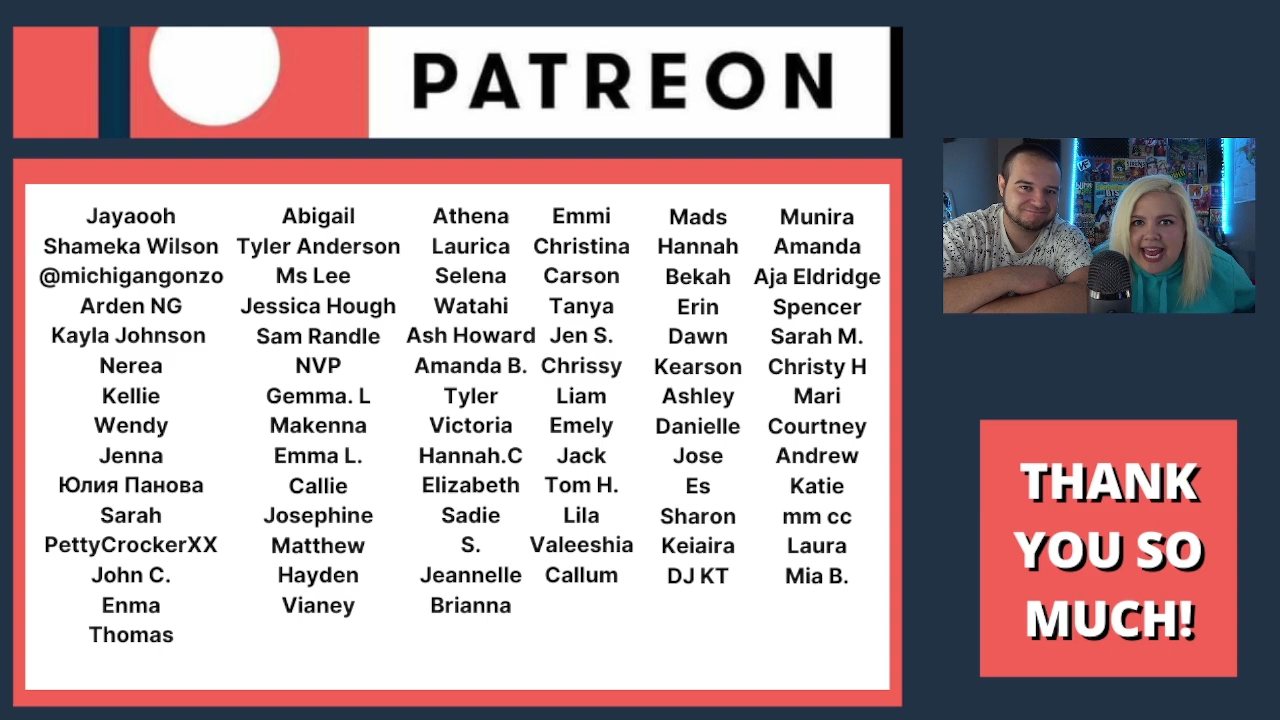 PATREON
Jayaooh
Shameka Wilson
@michigangonzo
Arden NG
Kayla Johnson
Nerea
Kellie
Wendy
Jenna
Юлия Панова
Sarah
PettyCrockerXX
John C.
Enma
Thomas
Abigail
Tyler Anderson
Ms Lee
Jessica Hough
Sam Randle
NVP
Gemma. L
Makenna
Emma L.
Callie
Josephine
Matthew
Hayden
Vianey
Athena
Laurica
Selena
Watahi
Ash Howard
Amanda B.
Tyler
Victoria
Hannah.C
Elizabeth
Sadie
S.
Jeannelle
Brianna
Emmi
Christina
Carson
Tanya
Jen S.
Chrissy
Liam
Emely
Jack
Tom H.
Lila
Valeeshia
Callum
Mads
Hannah
Bekah
Erin
Dawn
Kearson
Ashley
Danielle
Jose
Es
Sharon
Keiaira
DJ KT
Munira
Amanda
Aja Eldridge
Spencer
Sarah M.
Christy H
Mari
Courtney
Andrew
Katie
mm cc
Laura
Mia B.
THANK
YOU SO
MUCH!